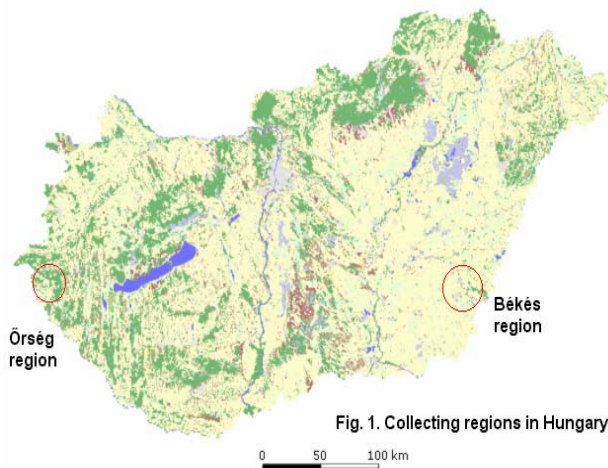 Őrség
region
Békés
region
Fig. 1. Collecting regions in Hungary
0 50 100 km